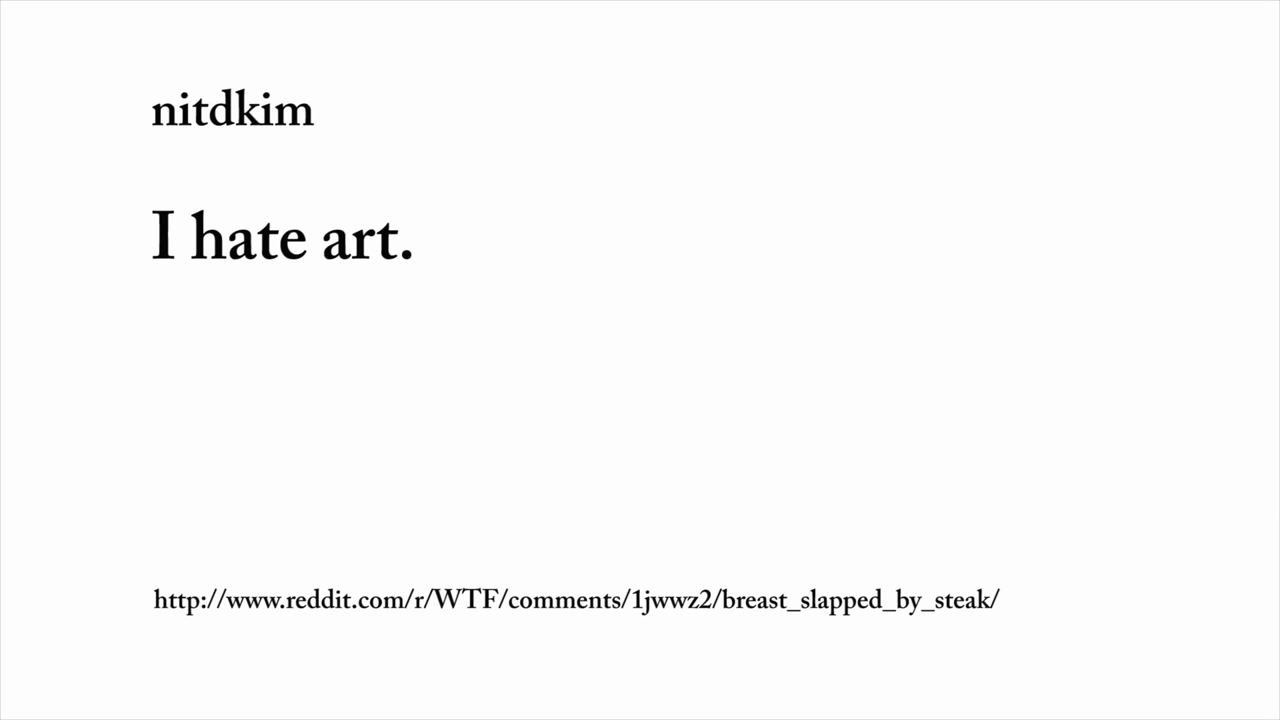 nitdkim
I hate art.
http://www.reddit.com/r/WTF/comments/1jwwz2/breast_slapped_by_steak/